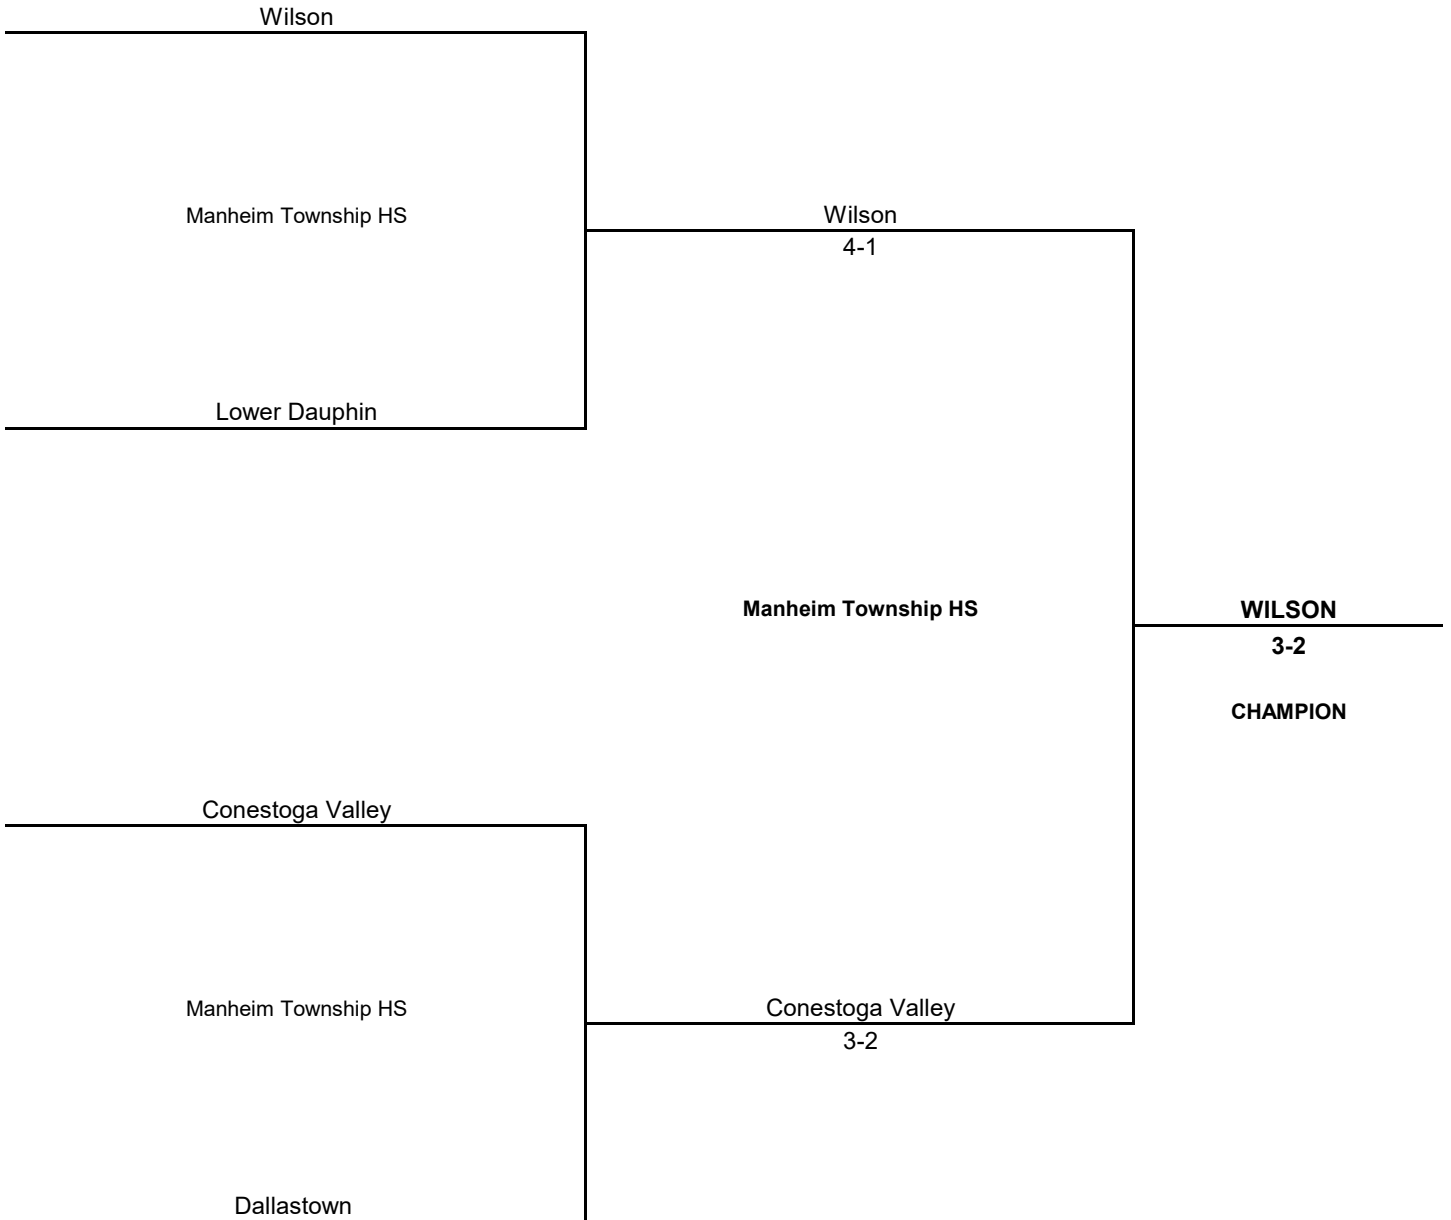 Wilson
Manheim Township HS
Wilson
4-1
Lower Dauphin
Manheim Township HS
WILSON
3-2
CHAMPION
Conestoga Valley
Manheim Township HS
Conestoga Valley
3-2
Dallastown